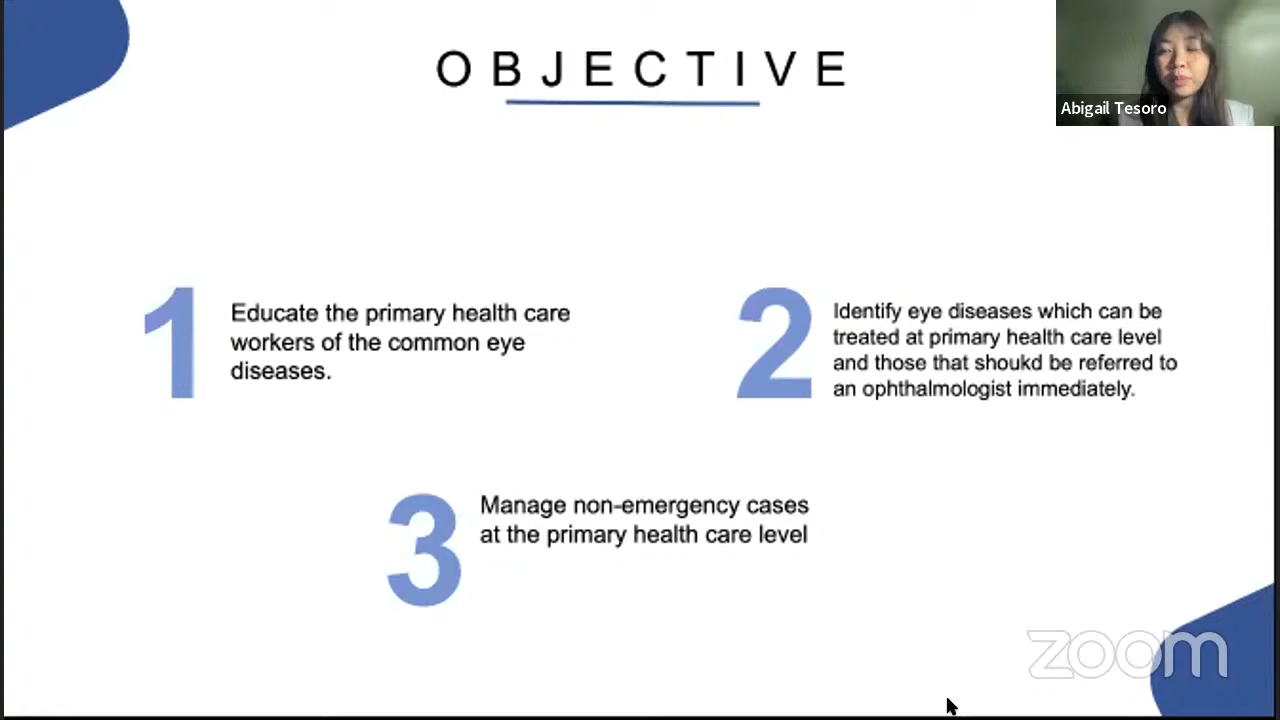 OBJECTIVE
Abigail Tesoro
1
Educate the primary health care
workers of the common eye
diseases.
2
Identify eye diseases which can be
treated at primary health care level
and those that shoukd be referred to
an ophthalmologist immediately.
3
Manage non-emergency cases
at the primary health care level
zoom